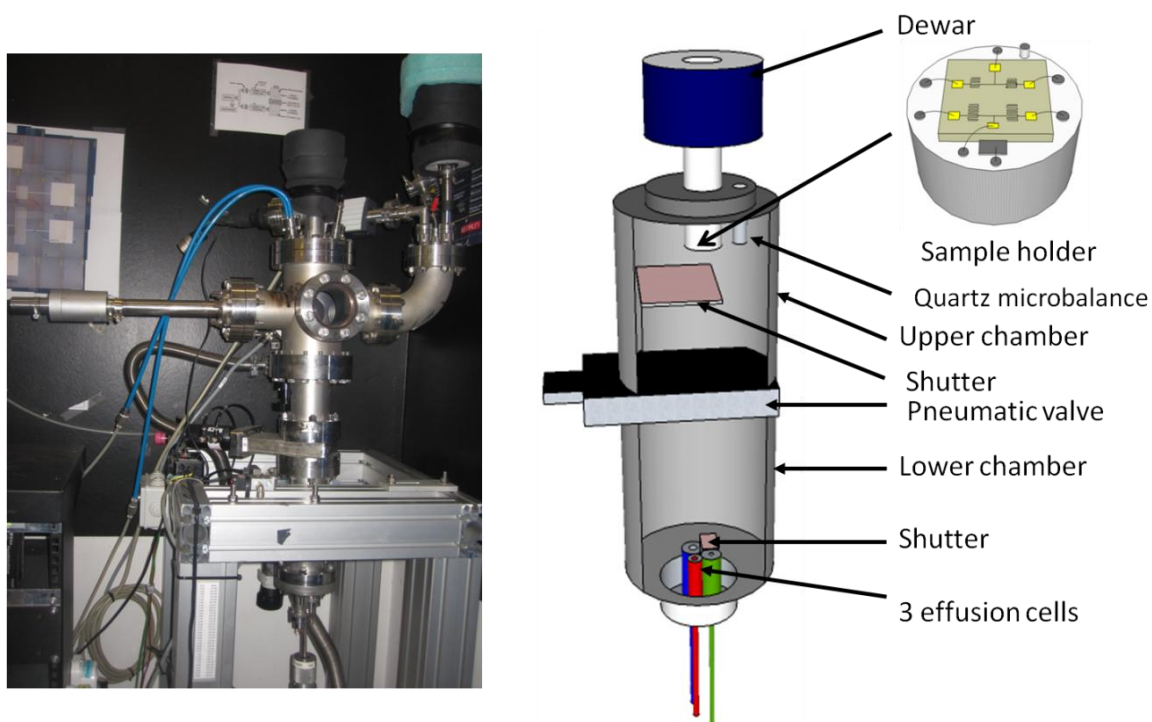 Dewar
Sample holder
Quartz microbalance
Upper chamber
Shutter
Pneumatic valve
Lower chamber
Shutter
3 effusion cells